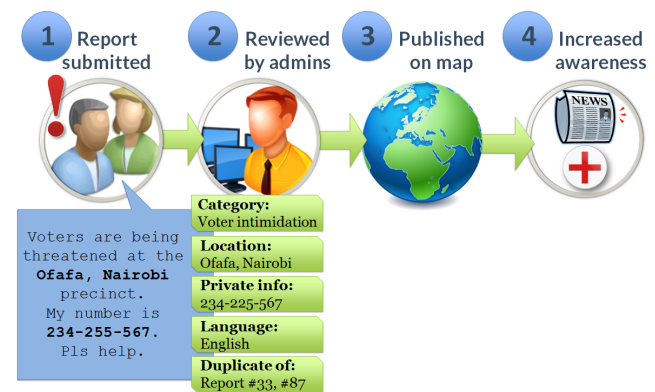 1 Report
submitted
2 Reviewed
by admins
3 Published
on map
4 Increased
awareness
NEWS
Voters are being
threatened at the
Ofafa, Nairobi
precinct.
My number is
234-255-567.
Pls help.
Category:
Voter intimidation
Location:
Ofafa, Nairobi
Private info:
234-225-567
Language:
English
Duplicate of:
Report #33, #87